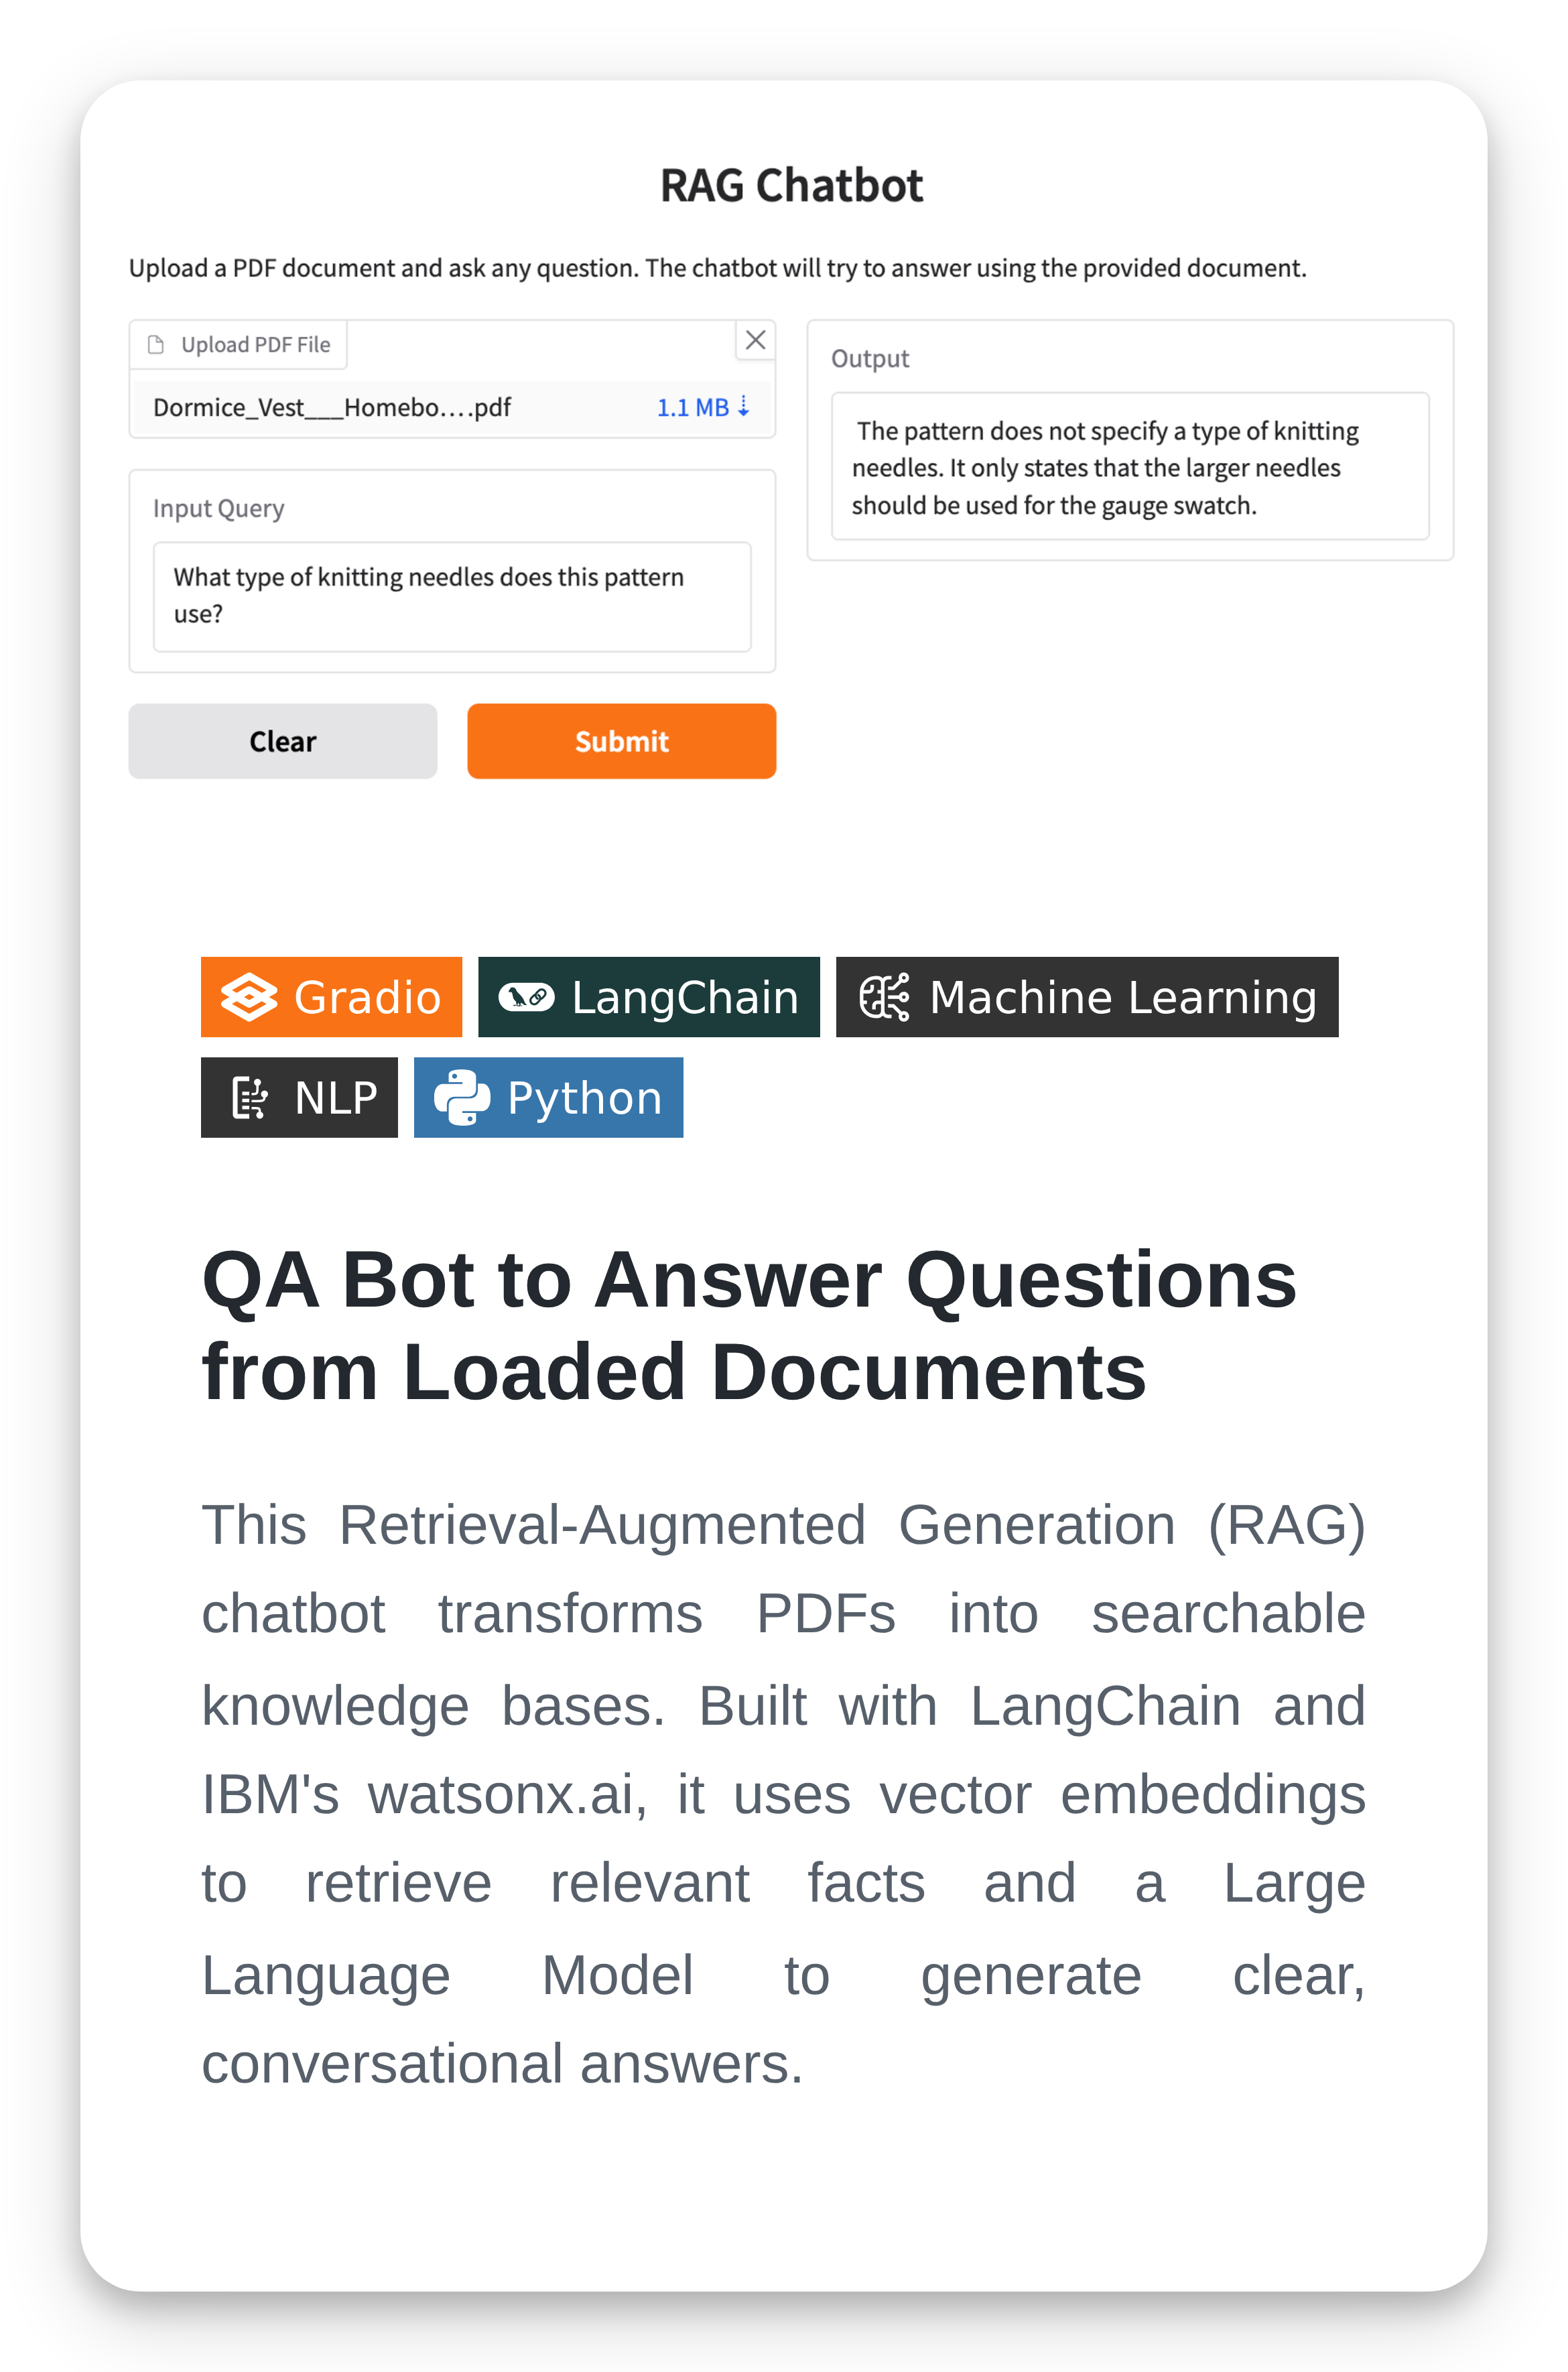 RAG Chatbot
Upload a PDF document and ask any question. The chatbot will try to answer using the provided document.
Upload PDF File
Dormice_Vest___Homebo….pdf 1.1 MB ⇣
Input Query
What type of knitting needles does this pattern
use?
Clear Submit
Output
The pattern does not specify a type of knitting
needles. It only states that the larger needles
should be used for the gauge swatch.
Gradio LangChain Machine Learning
NLP Python
QA Bot to Answer Questions
from Loaded Documents
This Retrieval-Augmented Generation (RAG)
chatbot transforms PDFs into searchable
knowledge bases. Built with LangChain and
IBM's watsonx.ai, it uses vector embeddings
to retrieve relevant facts and a Large
Language Model to generate clear,
conversational answers.